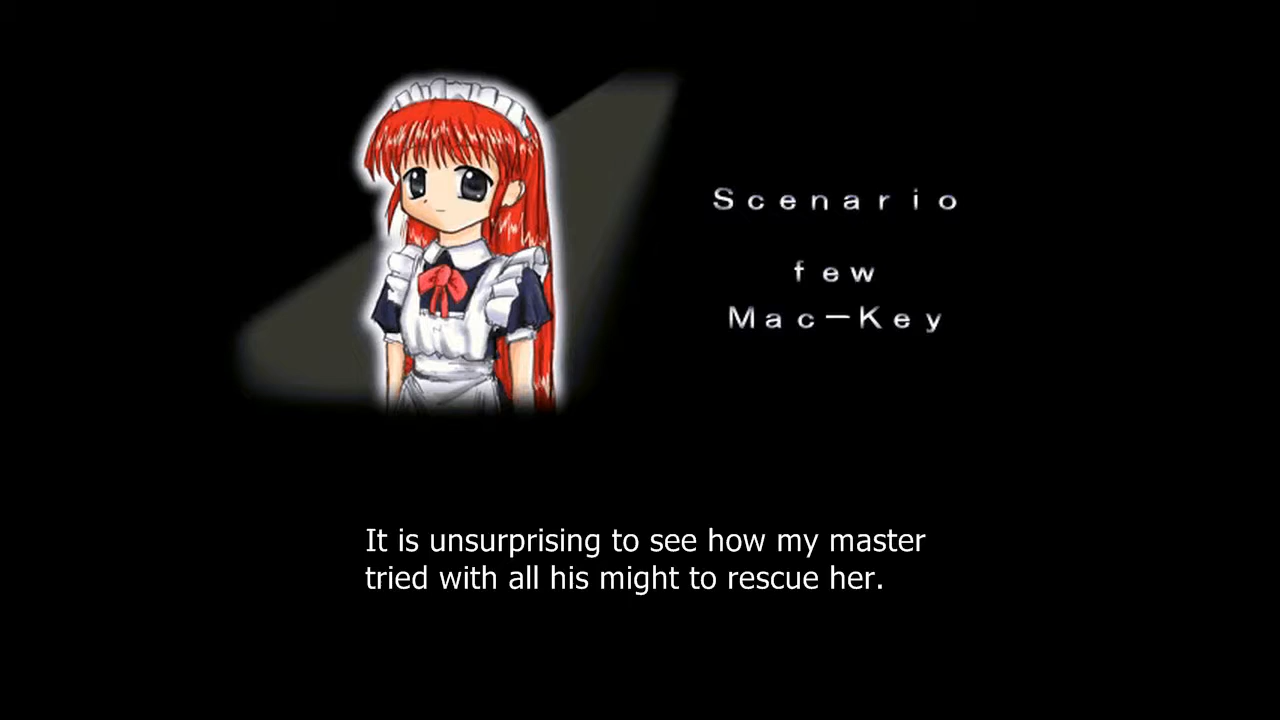 Scenario
few
Mac－Key
It is unsurprising to see how my master
tried with all his might to rescue her.